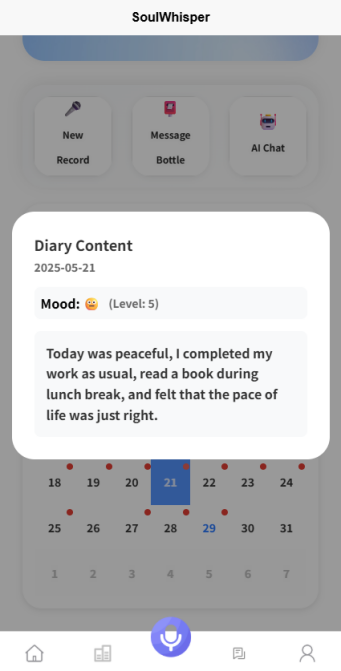 SoulWhisper
New
Record
Message
Bottle
AI Chat
Diary Content
2025-05-21
Mood: 😐 (Level: 5)
Today was peaceful, I completed my
work as usual, read a book during
lunch break, and felt that the pace of
life was just right.
18 19 20 21 22 23 24
25 26 27 28 29 30 31
1 2 3 4 5 6 7